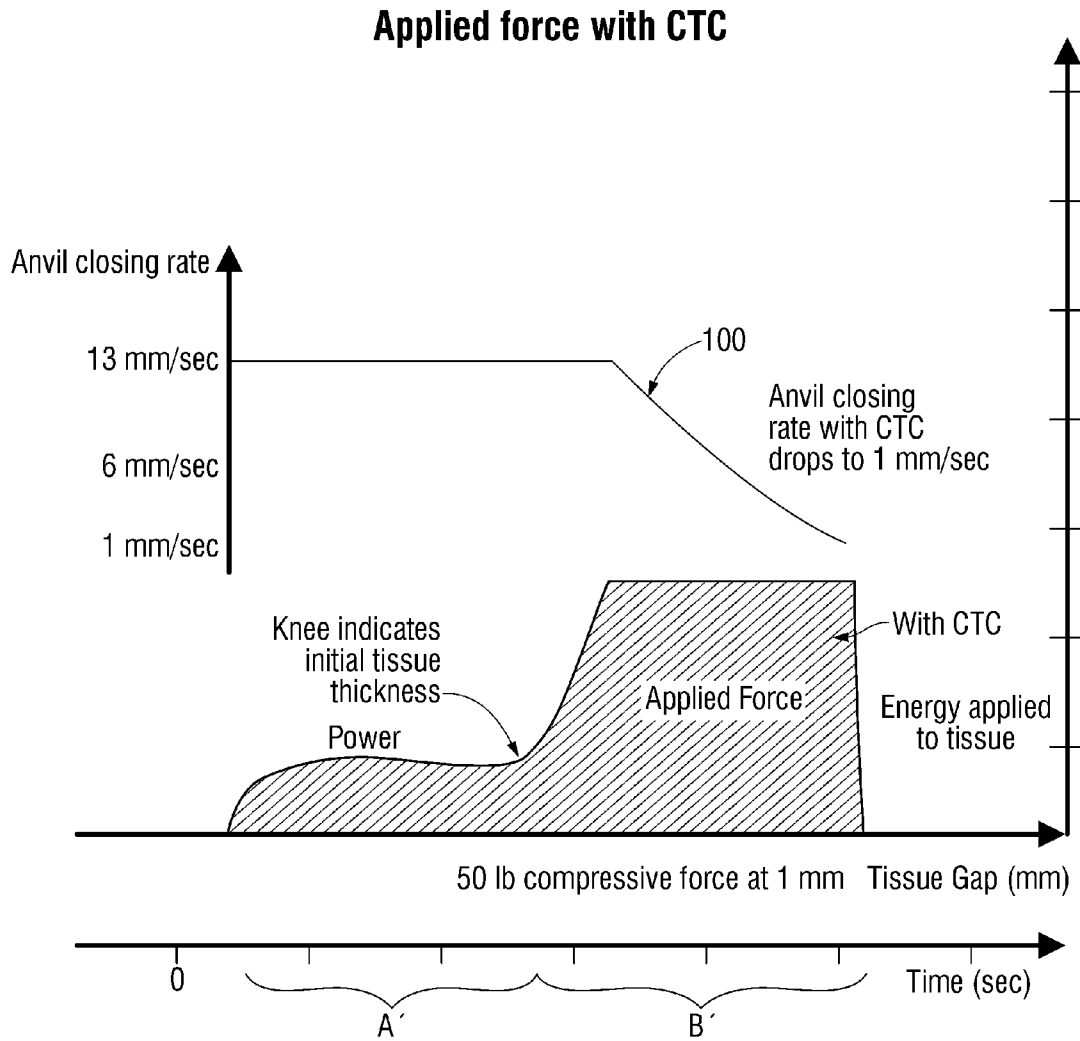 Applied force with CTC
Anvil closing rate
13 mm/sec
6 mm/sec
1 mm/sec
100
Anvil closing
rate with CTC
drops to 1 mm/sec
Knee indicates
initial tissue
thickness
Power
Applied Force
With CTC
Energy applied
to tissue
50 lb compressive force at 1 mm Tissue Gap (mm)
0
Time (sec)
A´
B´